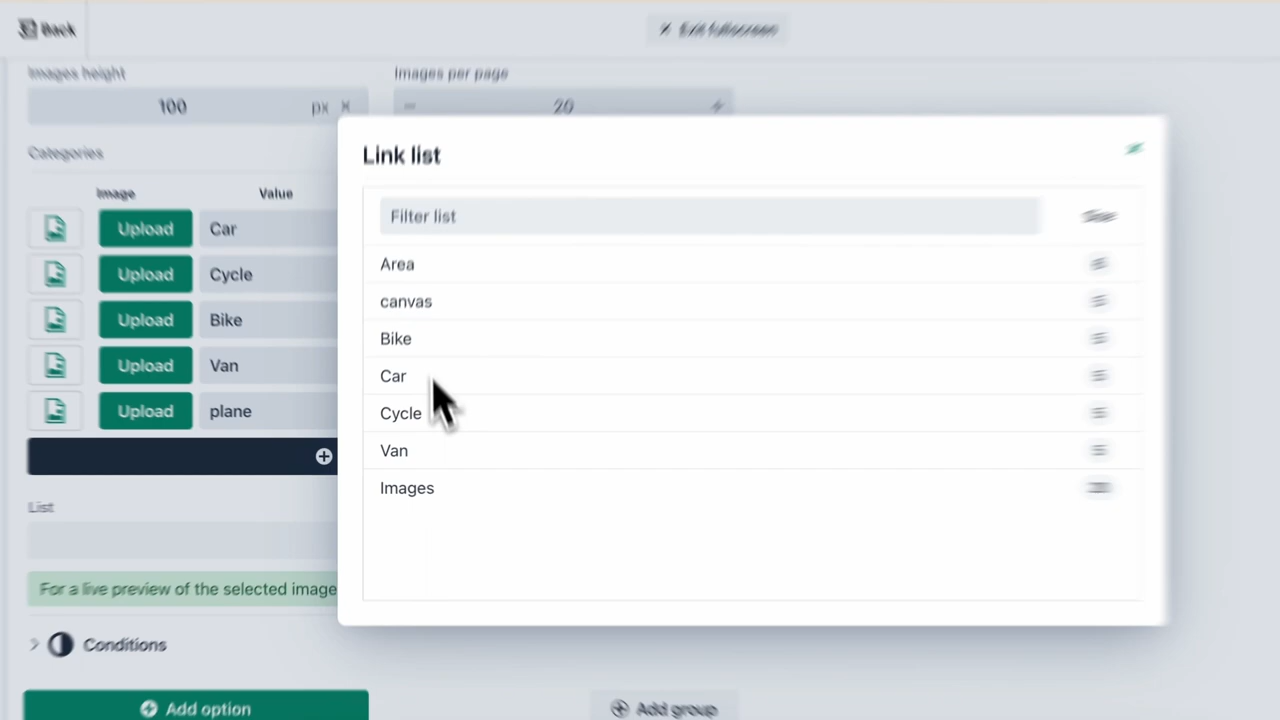 Back
Exit fullscreen
Images height
Images per page
100 px
20
Categories
Image Value
Upload Car
Upload Cycle
Upload Bike
Upload Van
Upload plane
List
For a live preview of the selected image
Conditions
Add option
Add group
Link list
Filter list
Area
canvas
Bike
Car
Cycle
Van
Images